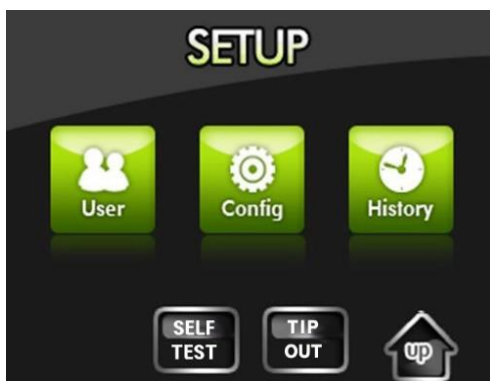 SETUP
User
Config
History
SELF
TEST
TIP
OUT
up